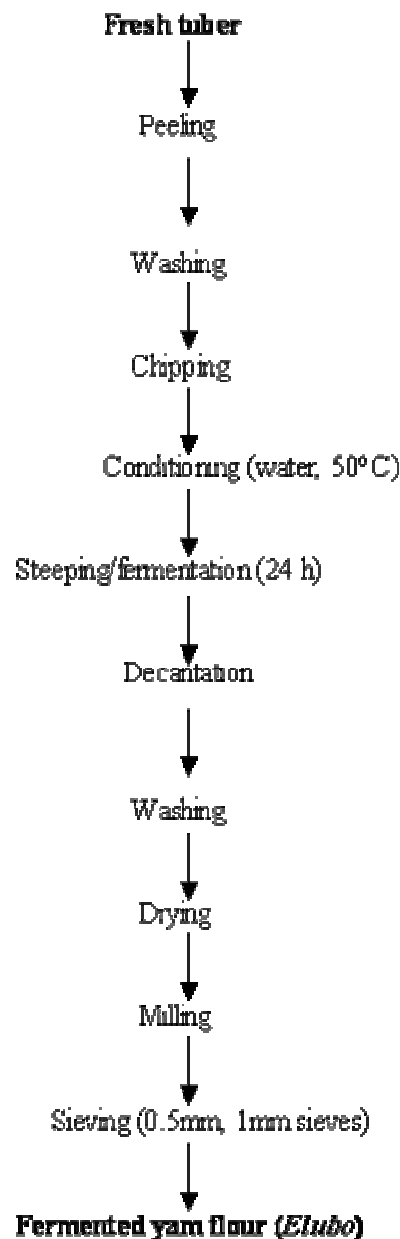 Fresh tuber
Peeling
Washing
Chipping
Conditioning (water, 50°C)
Steeping/fermentation (24 h)
Decantation
Washing
Drying
Milling
Sieving (0.5mm, 1mm sieves)
Fermented yam flour (Elubo)